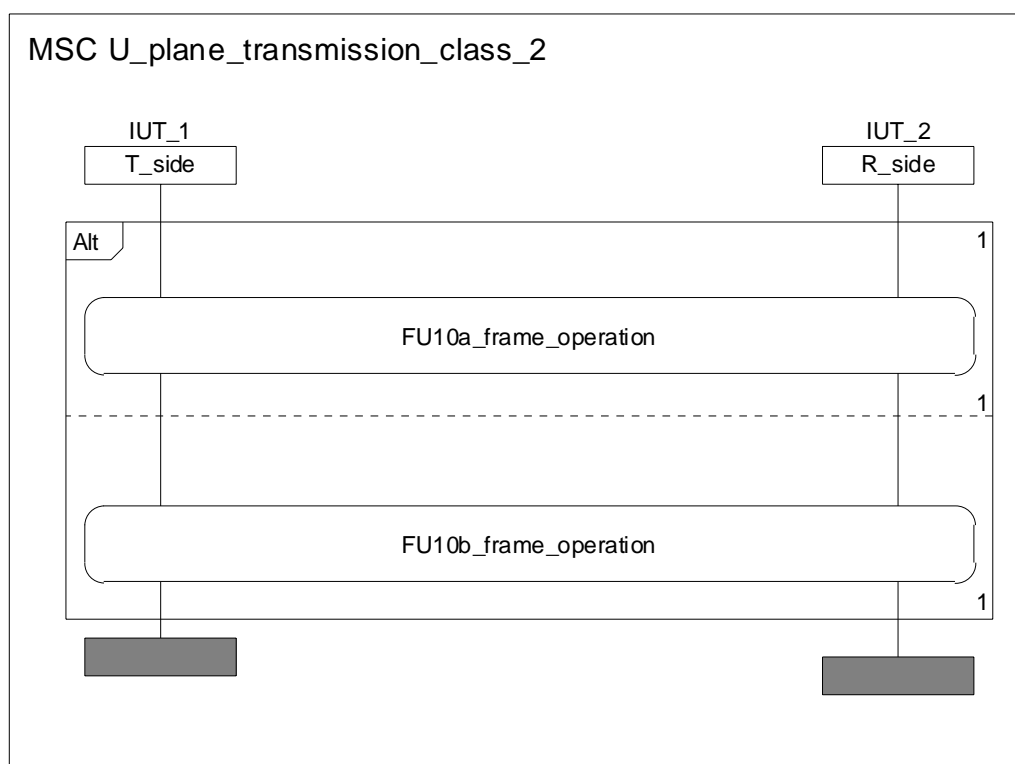 MSC U_plane_transmission_class_2
IUT_1
IUT_2
T_side
R_side
Alt
1
FU10a_frame_operation
1
FU10b_frame_operation
1